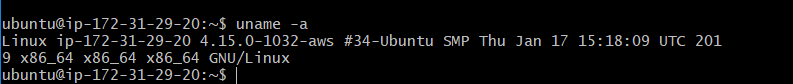 ubuntu@ip-172-31-29-20:~$ uname -a
Linux ip-172-31-29-20 4.15.0-1032-aws #34-Ubuntu SMP Thu Jan 17 15:18:09 UTC 201
9 x86_64 x86_64 x86_64 GNU/Linux
ubuntu@ip-172-31-29-20:~$